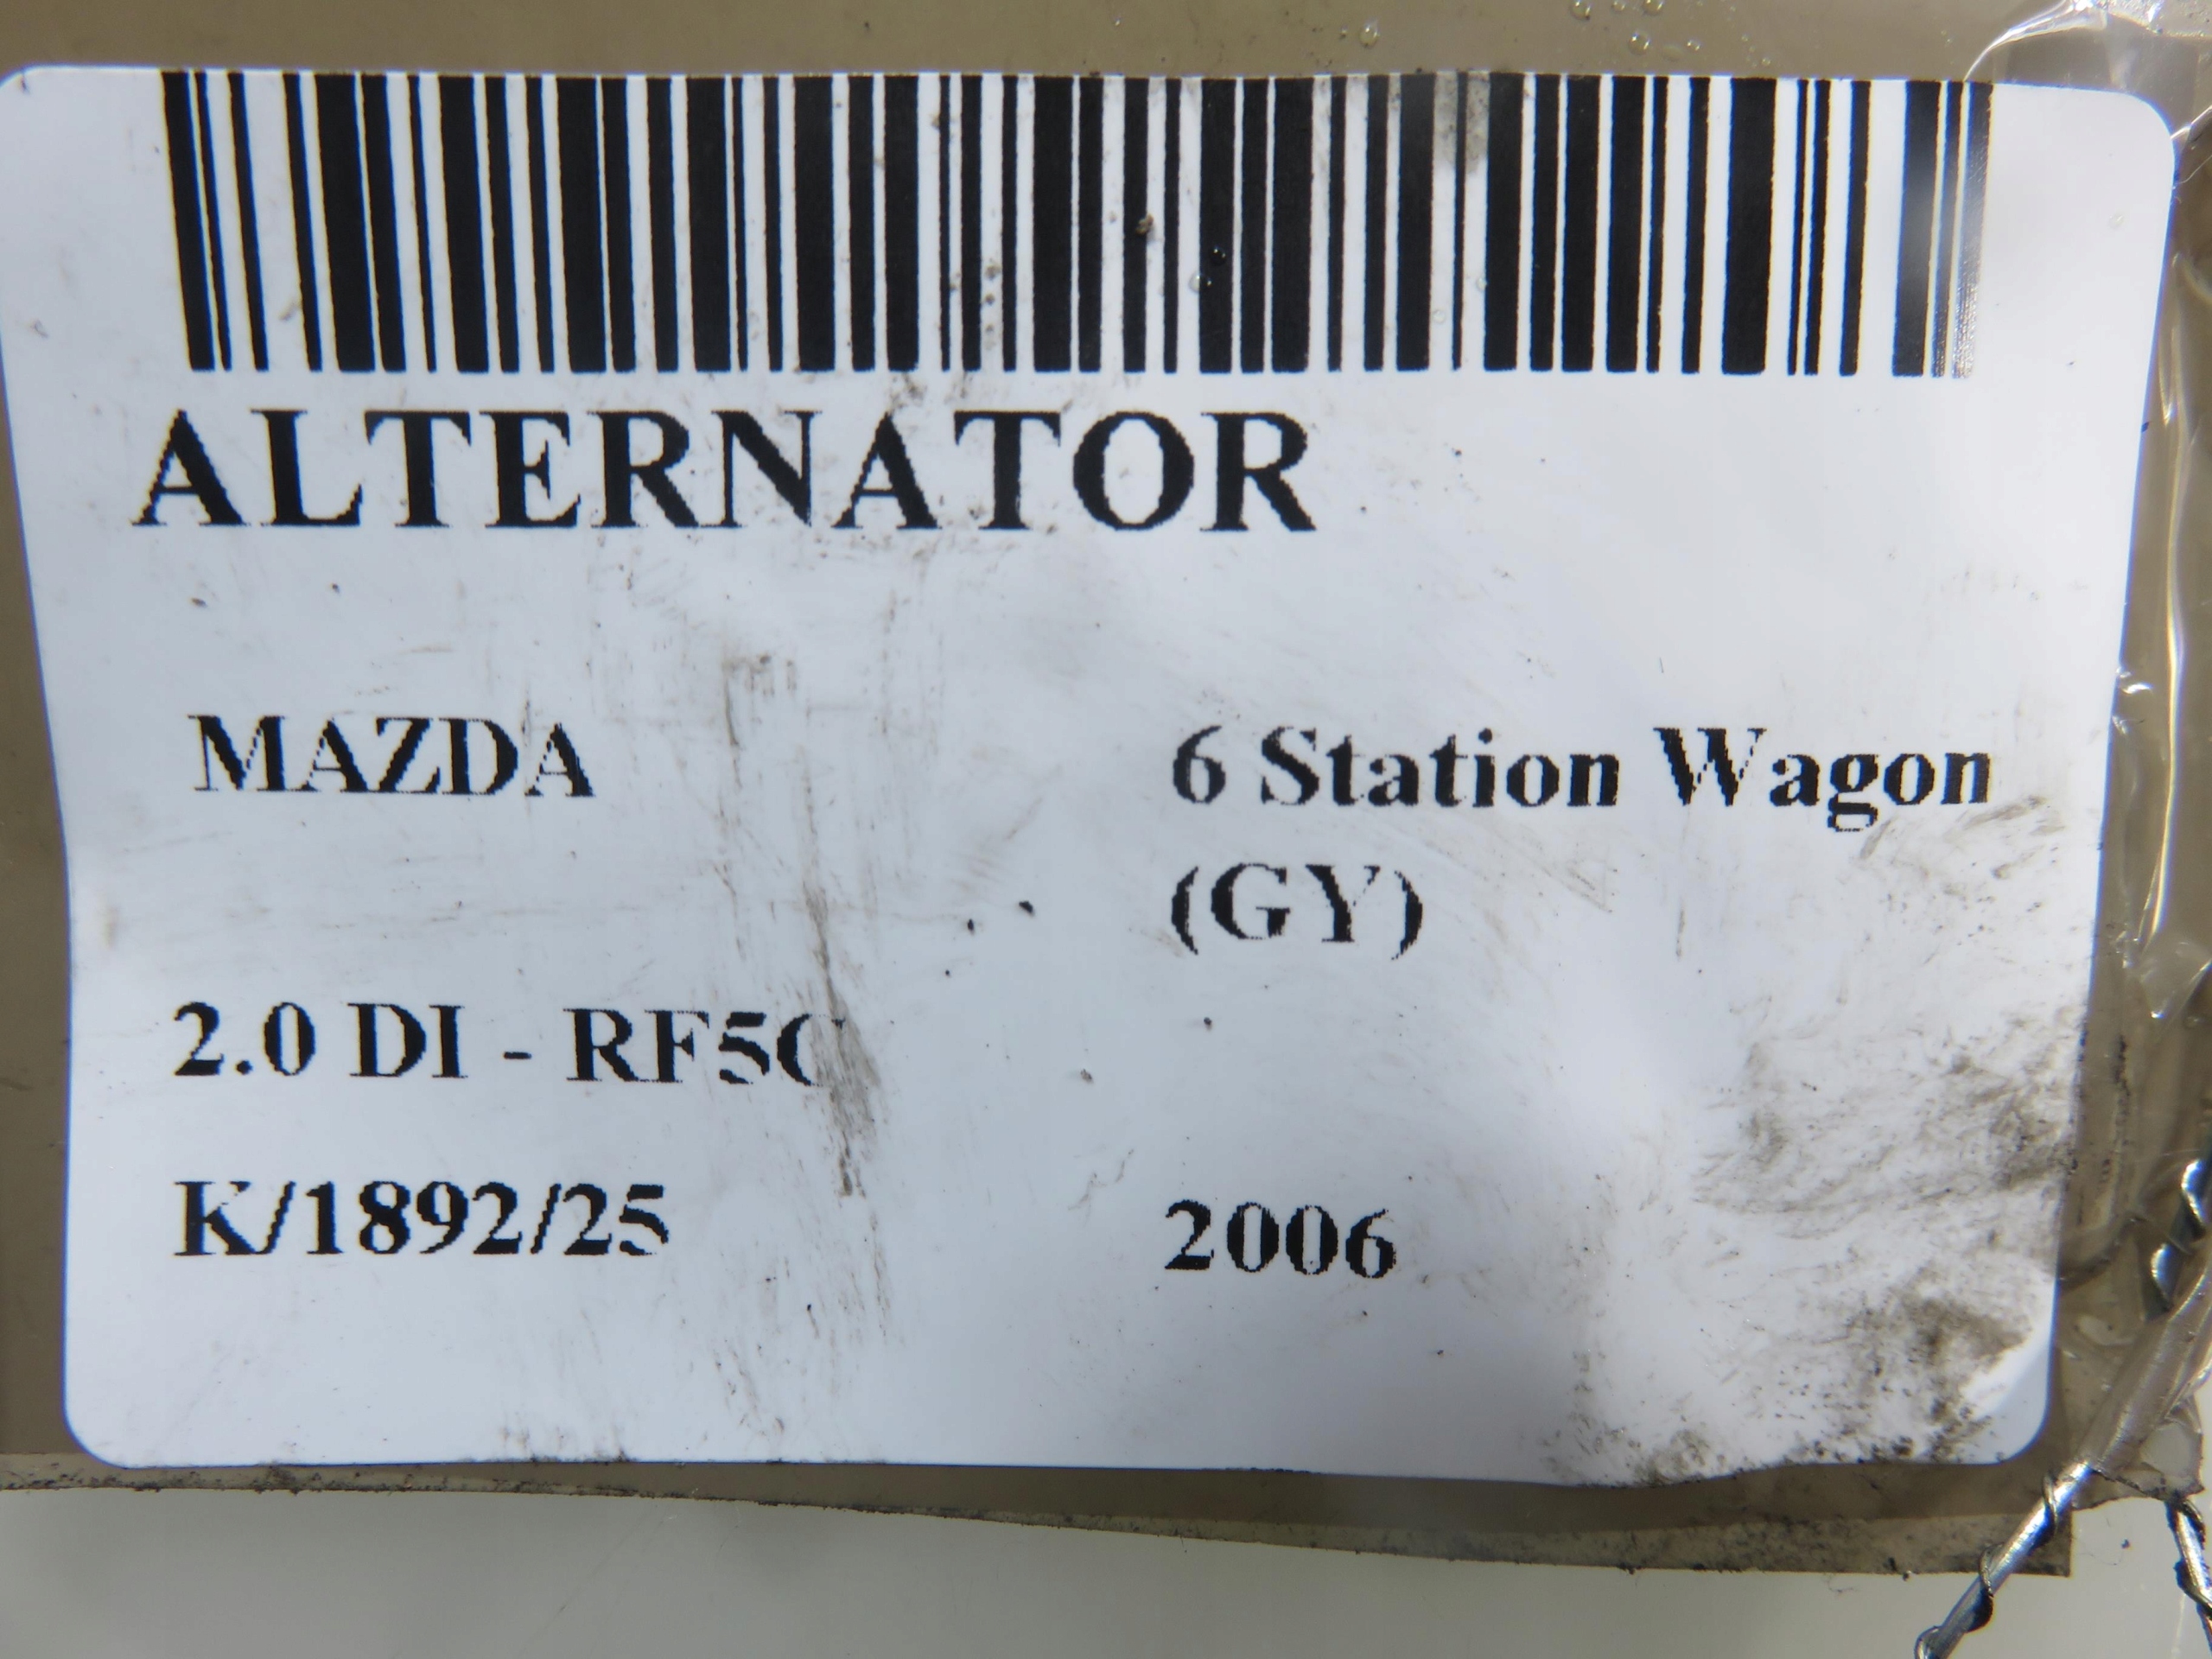 ALTERNATOR
MAZDA
6 Station Wagon
(GY)
2.0 DI - RF5C
K/1892/25
2006